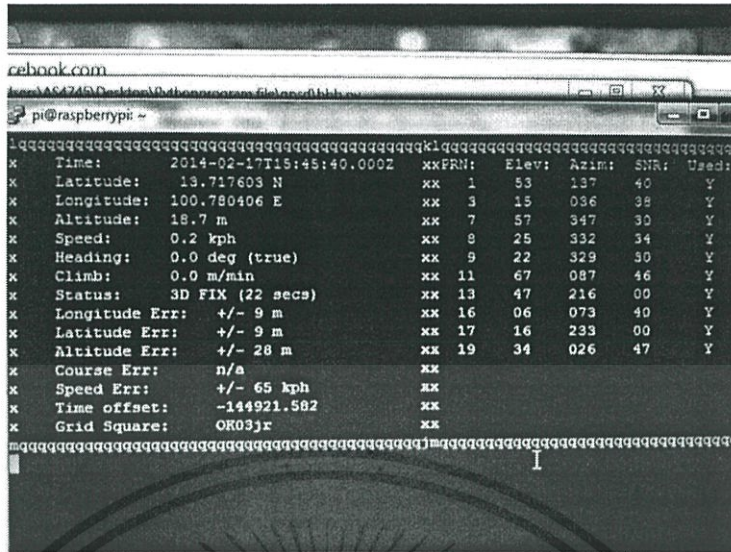 cebook.com
pi@raspberrypi: ~
lqqqqqqqqqqqqqqqqqqqqqqqqqqqqqqqqqqqqqqqqqqklqqqqqqqqqqqqqqqqqqqqqqqqqqqqqq
x Time: 2014-02-17T15:45:40.000Z xxPRN: Elev: Azim: SNR: Used:
x Latitude: 13.717603 N xx 1 53 137 40 Y
x Longitude: 100.780406 E xx 3 15 036 38 Y
x Altitude: 18.7 m xx 7 57 347 30 Y
x Speed: 0.2 kph xx 8 25 332 34 Y
x Heading: 0.0 deg (true) xx 9 22 329 30 Y
x Climb: 0.0 m/min xx 11 67 087 46 Y
x Status: 3D FIX (22 secs) xx 13 47 216 00 Y
x Longitude Err: +/- 9 m xx 16 06 073 40 Y
x Latitude Err: +/- 9 m xx 17 16 233 00 Y
x Altitude Err: +/- 28 m xx 19 34 026 47 Y
x Course Err: n/a xx
x Speed Err: +/- 65 kph xx
x Time offset: -144921.582 xx
x Grid Square: OK03jr xx
mqqqqqqqqqqqqqqqqqqqqqqqqqqqqqqqqqqqqqqqqqqjmqqqqqqqqqqqqqqqqqqqqqqqqqqqqqq